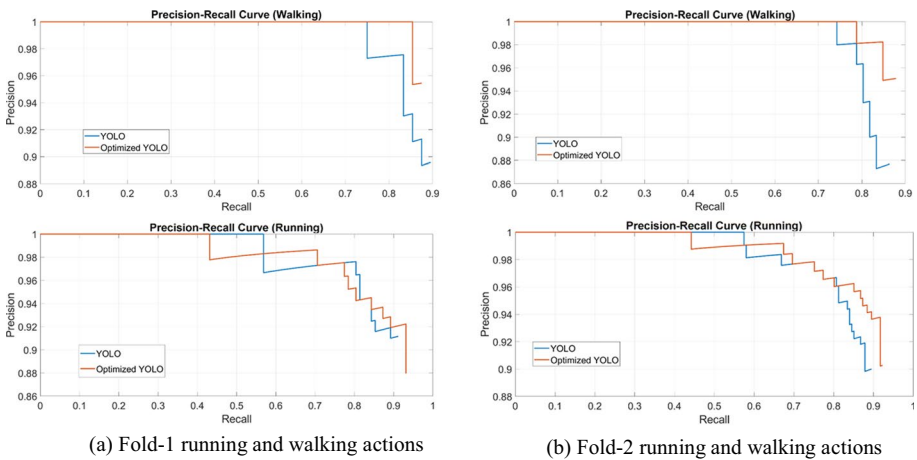 Precision-Recall Curve (Walking)
1
0.98
0.96
0.94
0.92
0.9
0.88
Precision
YOLO
Optimized YOLO
0 0.1 0.2 0.3 0.4 0.5 0.6 0.7 0.8 0.9
Recall
Precision-Recall Curve (Walking)
1
0.98
0.96
0.94
0.92
0.9
0.88
0.86
Precision
YOLO
Optimized YOLO
0 0.1 0.2 0.3 0.4 0.5 0.6 0.7 0.8 0.9
Recall
Precision-Recall Curve (Running)
1
0.98
0.96
0.94
0.92
0.9
0.88
0.86
Precision
YOLO
Optimized YOLO
0 0.1 0.2 0.3 0.4 0.5 0.6 0.7 0.8 0.9 1
Recall
Precision-Recall Curve (Running)
1
0.98
0.96
0.94
0.92
0.9
0.88
Precision
YOLO
Optimized YOLO
0 0.1 0.2 0.3 0.4 0.5 0.6 0.7 0.8 0.9 1
Recall
(a) Fold-1 running and walking actions
(b) Fold-2 running and walking actions